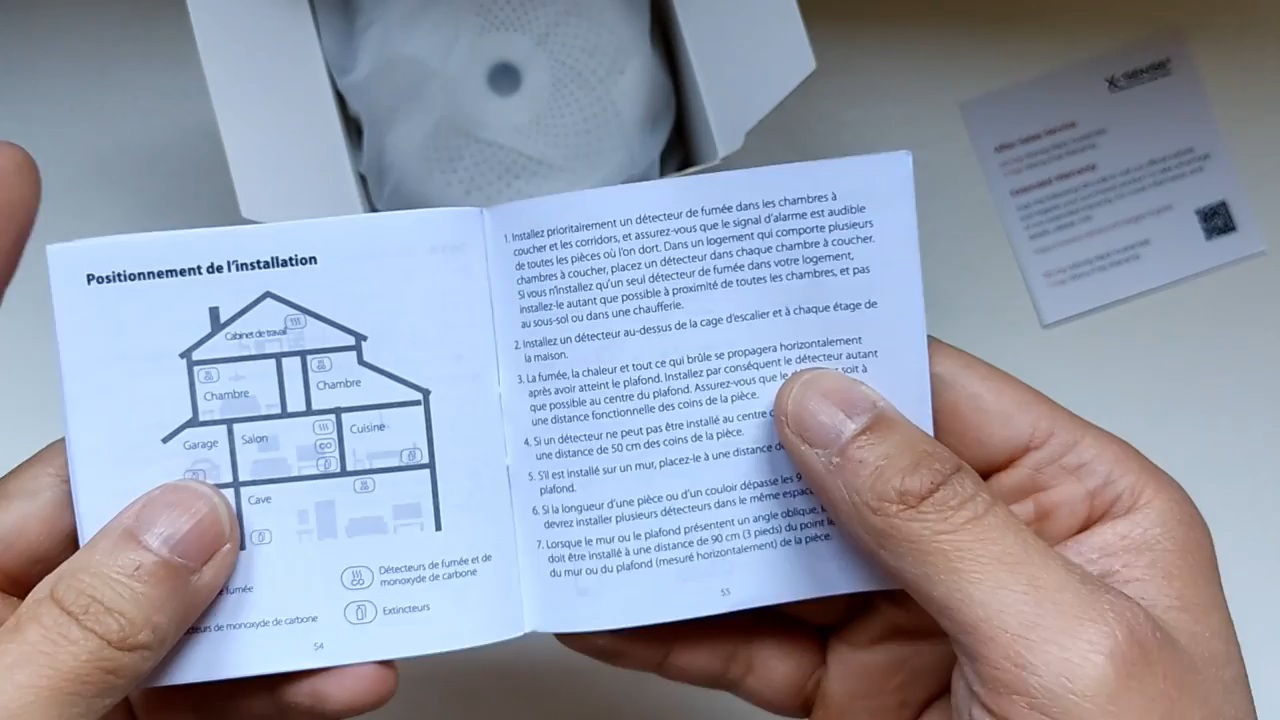 Positionnement de l'installation
Cabinet de travail
Chambre
Chambre
Garage
Salon
Cuisine
Cave
fumée
Détecteurs de fumée et de
monoxyde de carbone
CO
Extincteurs
de monoxyde de carbone
54
1. Installez prioritairement un détecteur de fumée dans les chambres à
coucher et les corridors, et assurez-vous que le signal d'alarme est audible
de toutes les pièces où l'on dort. Dans un logement qui comporte plusieurs
chambres à coucher, placez un détecteur dans chaque chambre à coucher.
Si vous n'installez qu'un seul détecteur de fumée dans votre logement,
installez-le autant que possible à proximité de toutes les chambres, et pas
au sous-sol ou dans une chaufferie.
2. Installez un détecteur au-dessus de la cage d'escalier et à chaque étage de
la maison.
3. La fumée, la chaleur et tout ce qui brûle se propagera horizontalement
après avoir atteint le plafond. Installez par conséquent le détecteur autant
que possible au centre du plafond. Assurez-vous que le soit à
une distance fonctionnelle des coins de la pièce.
4. Si un détecteur ne peut pas être installé au centre
une distance de 50 cm des coins de la pièce.
5. S'il est installé sur un mur, placez-le à une distance
plafond.
6. Si la longueur d'une pièce ou d'un couloir dépasse les 9
devrez installer plusieurs détecteurs dans le même
7. Lorsque le mur ou le plafond présentent un angle oblique,
doit être installé à une distance de 90 cm (3 pieds) du point
du mur ou du plafond (mesuré horizontalement) de la pièce.
X-SENSE
After-Sales Service
Extended Warranty